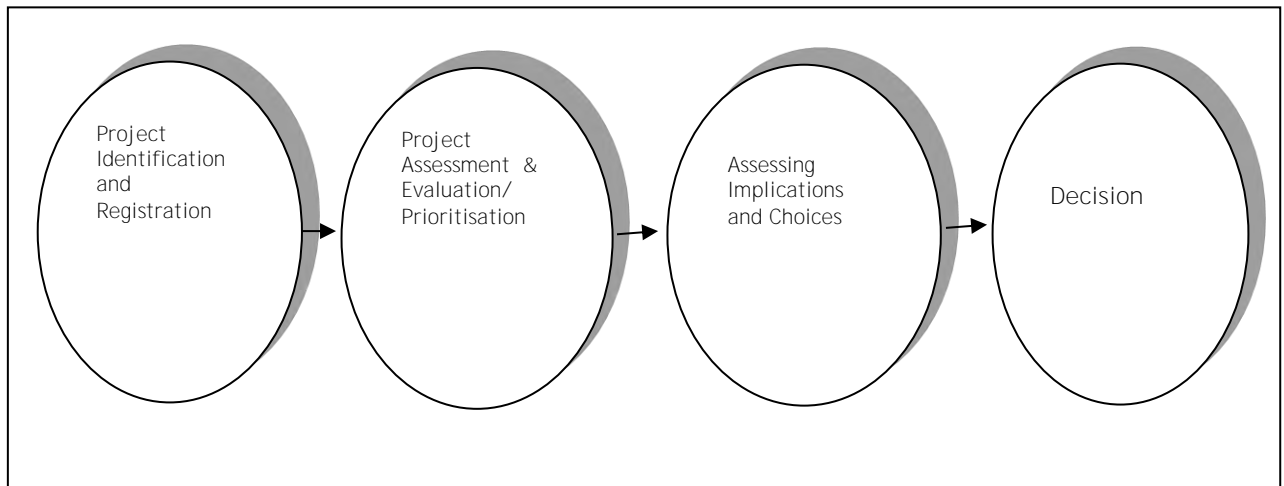 Project
Identification
and
Registration
Project
Assessment &
Evaluation/
Prioritisation
Assessing
Implications
and Choices
Decision